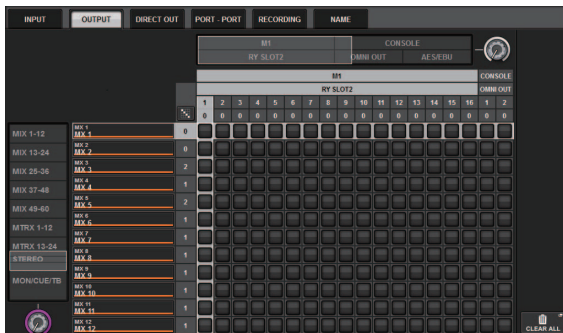 INPUT OUTPUT DIRECT OUT PORT - PORT RECORDING NAME
M1 CONSOLE
RY SLOT2 OMNI OUT AES/EBU
M1 CONSOLE
RY SLOT2 OMNI OUT
1 2 3 4 5 6 7 8 9 10 11 12 13 14 15 16 1 2
0 0 0 0 0 0 0 0 0 0 0 0 0 0 0 0 0 0
MIX 1-12
MIX 13-24
MIX 25-36
MIX 37-48
MIX 49-60
MTRX 1-12
MTRX 13-24
STEREO
MON/CUE/TB
MX 1
MX 1 0
MX 2
MX 2 0
MX 3
MX 3 2
MX 4
MX 4 1
MX 5
MX 5 2
MX 6
MX 6 1
MX 7
MX 7 1
MX 8
MX 8 1
MX 9
MX 9 1
MX 10
MX 10 1
MX 11
MX 11 1
MX 12
MX 12 1
CLEAR ALL